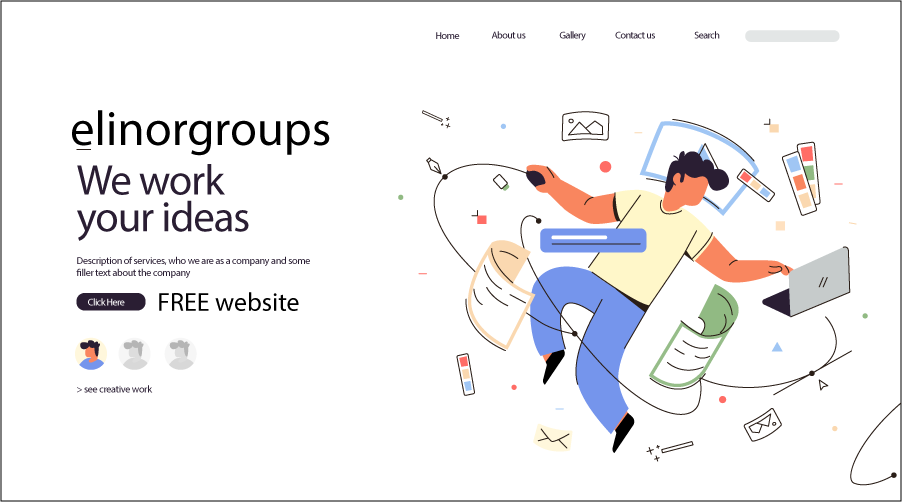 Home About us Gallery Contact us Search
elinorgroups
We work
your ideas
Description of services, who we are as a company and some
filler text about the company
Click Here FREE website
> see creative work